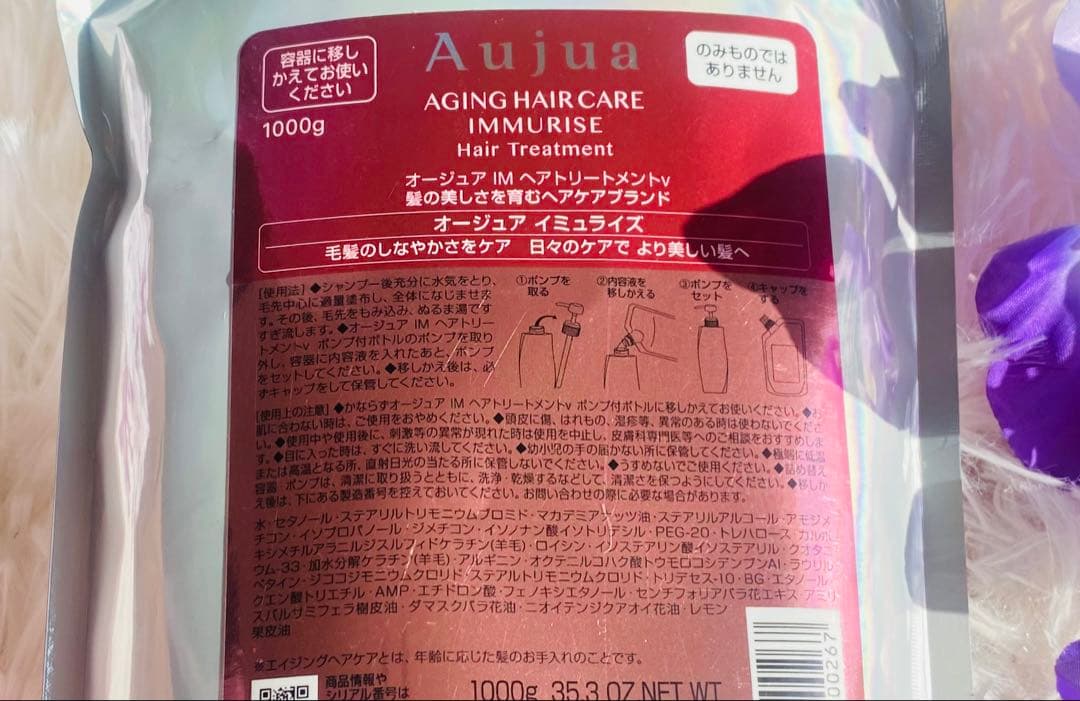 容器に移し
かえてお使い
ください
Aujua
のみものでは
ありません
1000g
AGING HAIR CARE
IMMURISE
Hair Treatment
オージュア IM ヘアトリートメントv
髪の美しさを育むヘアケアブランド
オージュア イミュライズ
毛髪のしなやかさをケア 日々のケアで より美しい髪へ
[使用法] ◆シャンプー後充分に水気をとり、
毛先中心に適量塗布し、全体になじませま
す。その後、毛先をもみ込み、ぬるま湯です
すぎ流します。◆オージュア IM ヘアトリー
トメントv ポンプ付ボトルのポンプを取り
外し、容器に内容液を入れたあと、ポンプ
をセットしてください。◆移しかえ後は、必
ずキャップをして保管してください。
①ポンプを
取る
②内容液を
移しかえる
③ポンプを
セット
④キャップを
する
[使用上の注意] ◆かならずオージュア IM ヘアトリートメントv ポンプ付ボトルに移しかえてお使いください。◆お
肌に合わない時は、ご使用をおやめください。◆頭皮に傷、はれもの、湿疹等、異常のある時は使わないでくださ
い。◆使用中や使用後に、刺激等の異常が現れた時は使用を中止し、皮膚科専門医等へのご相談をおすすめしま
す。◆目に入った時は、すぐに洗い流してください。◆幼小児の手の届かない所に保管してください。◆極端に低温
または高温となる所、直射日光の当たる所に保管しないでください。◆うすめないでご使用ください。◆詰め替え
容器・ポンプは、清潔に取り扱うとともに、洗浄・乾燥するなどして、清潔さを保つようにしてください。◆移しか
え後は、下にある製造番号を控えておいてください。お問い合わせの際に必要な場合があります。
水・セタノール・ステアリルトリモニウムブロミド・マカデミアナッツ油・ステアリルアルコール・アモジメ
チコン・イソプロパノール・ジメチコン・イソノナン酸イソトリデシル・PEG-20・トレハロース・カルボ
キシメチルアラニルジスルフィドケラチン(羊毛)・ロイシン・イソステアリン酸イソステアリル・クオタニ
ウム-33・加水分解ケラチン(羊毛)・アルギニン・オクテニルコハク酸トウモロコシデンプンAl・ラウリル
ベタイン・ジココジモニウムクロリド・ステアルトリモニウムクロリド・トリデセス-10・BG・エタノール・
クエン酸トリエチル・AMP・エチドロン酸・フェノキシエタノール・センチフォリアバラ花エキス・アミリ
スバルサミフェラ樹皮油・ダマスクバラ花油・ニオイテンジクアオイ花油・レモン
果皮油
※エイジングヘアケアとは、年齢に応じた髪のお手入れのことです。
商品情報や
シリアル番号は
1000g 35.3 OZ NET WT
00267